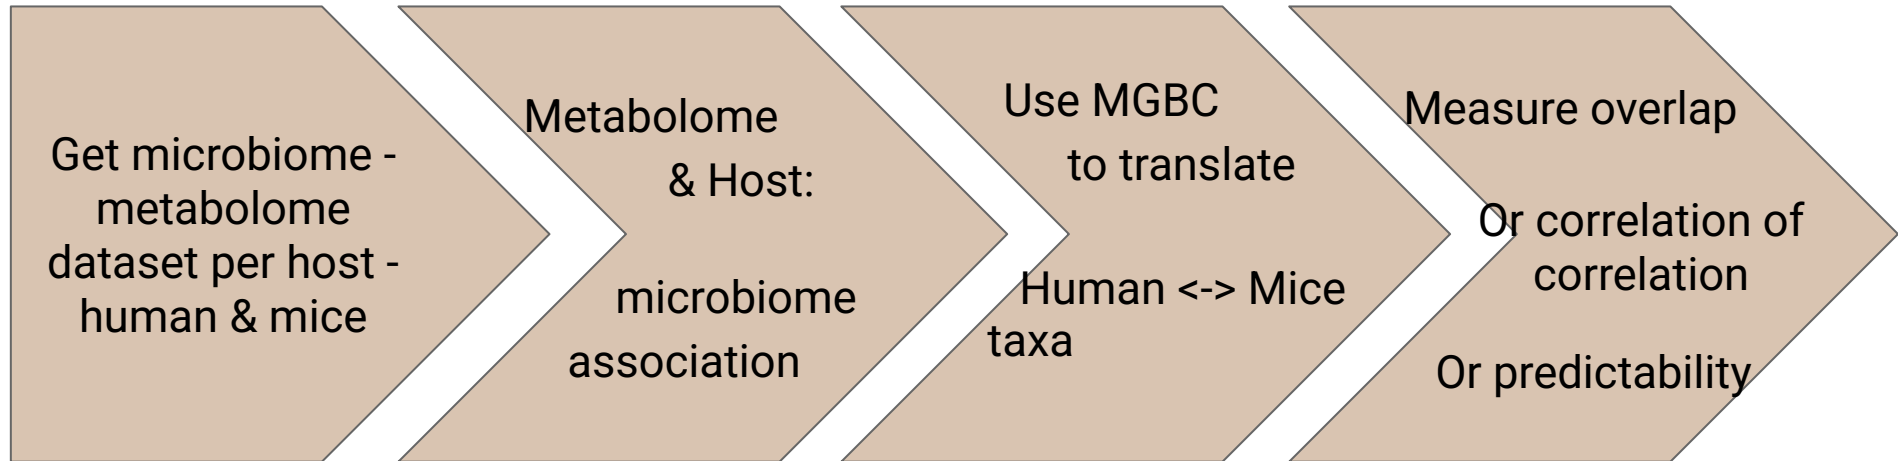 Get microbiome -
metabolome
dataset per host -
human & mice
Metabolome
& Host:
microbiome
association
Use MGBC
to translate
Human <-> Mice
taxa
Measure overlap
Or correlation of
correlation
Or predictability